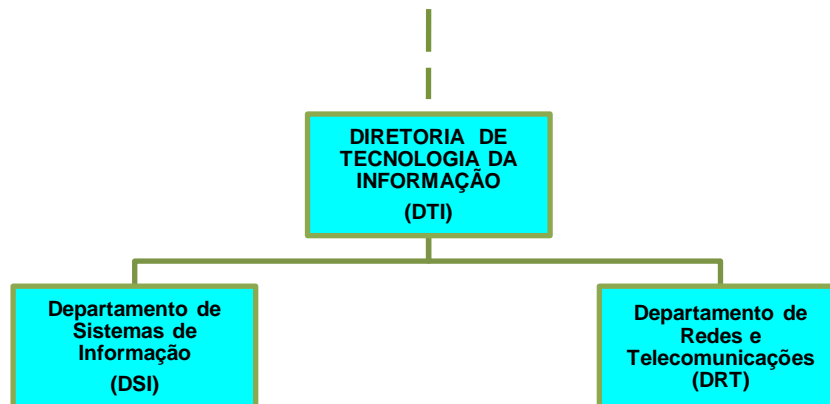 DIRETORIA DE
TECNOLOGIA DA
INFORMAÇÃO
(DTI)
Departamento de
Sistemas de
Informação
(DSI)
Departamento de
Redes e
Telecomunicações
(DRT)